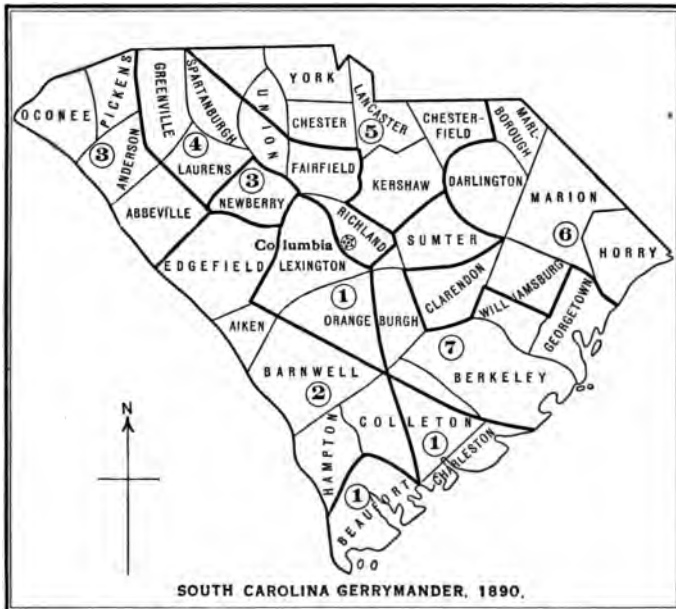 OCONEE
PICKENS
GREENVILLE
SPARTANBURGH
UNION
YORK
CHESTER
LANCASTER
5
CHESTER-
FIELD
MARL-
BOROUGH
3
ANDERSON
4
LAURENS
3
NEWBERRY
FAIRFIELD
KERSHAW
DARLINGTON
MARION
6
HORRY
ABBEVILLE
EDGEFIELD
Columbia
RICHLAND
LEXINGTON
SUMTER
CLARENDON
WILLIAMSBURG
GEORGETOWN
AIKEN
1
ORANGE BURGH
7
BERKELEY
BARNWELL
2
HAMPTON
COLLETON
1
CHARLESTON
1
BEAUFORT
N
SOUTH CAROLINA GERRYMANDER, 1890.